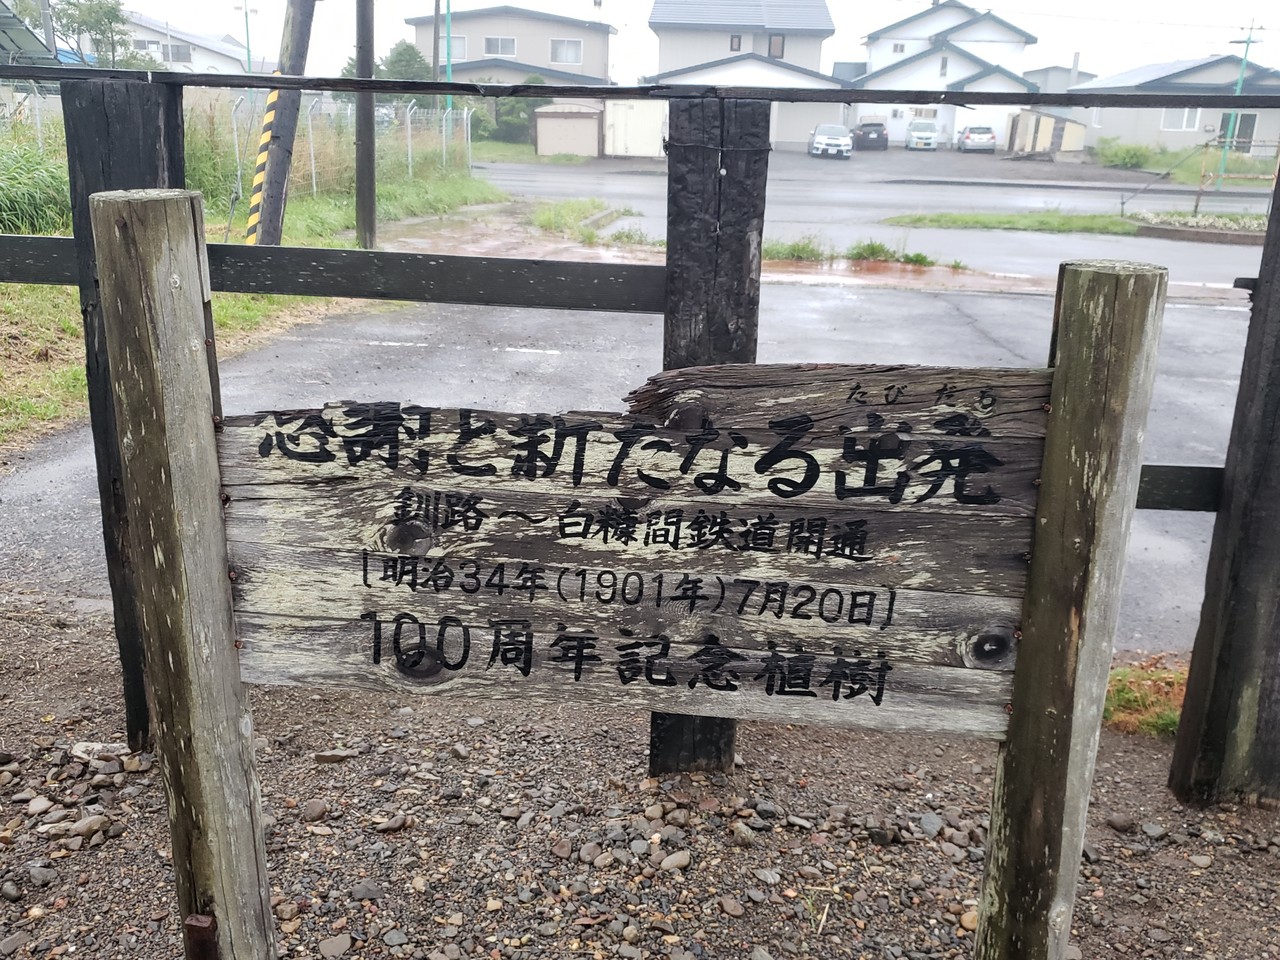 たびだち
感謝と新たなる出発
釧路～白糠間鉄道開通
[明治34年(1901年)7月20日]
100周年記念植樹